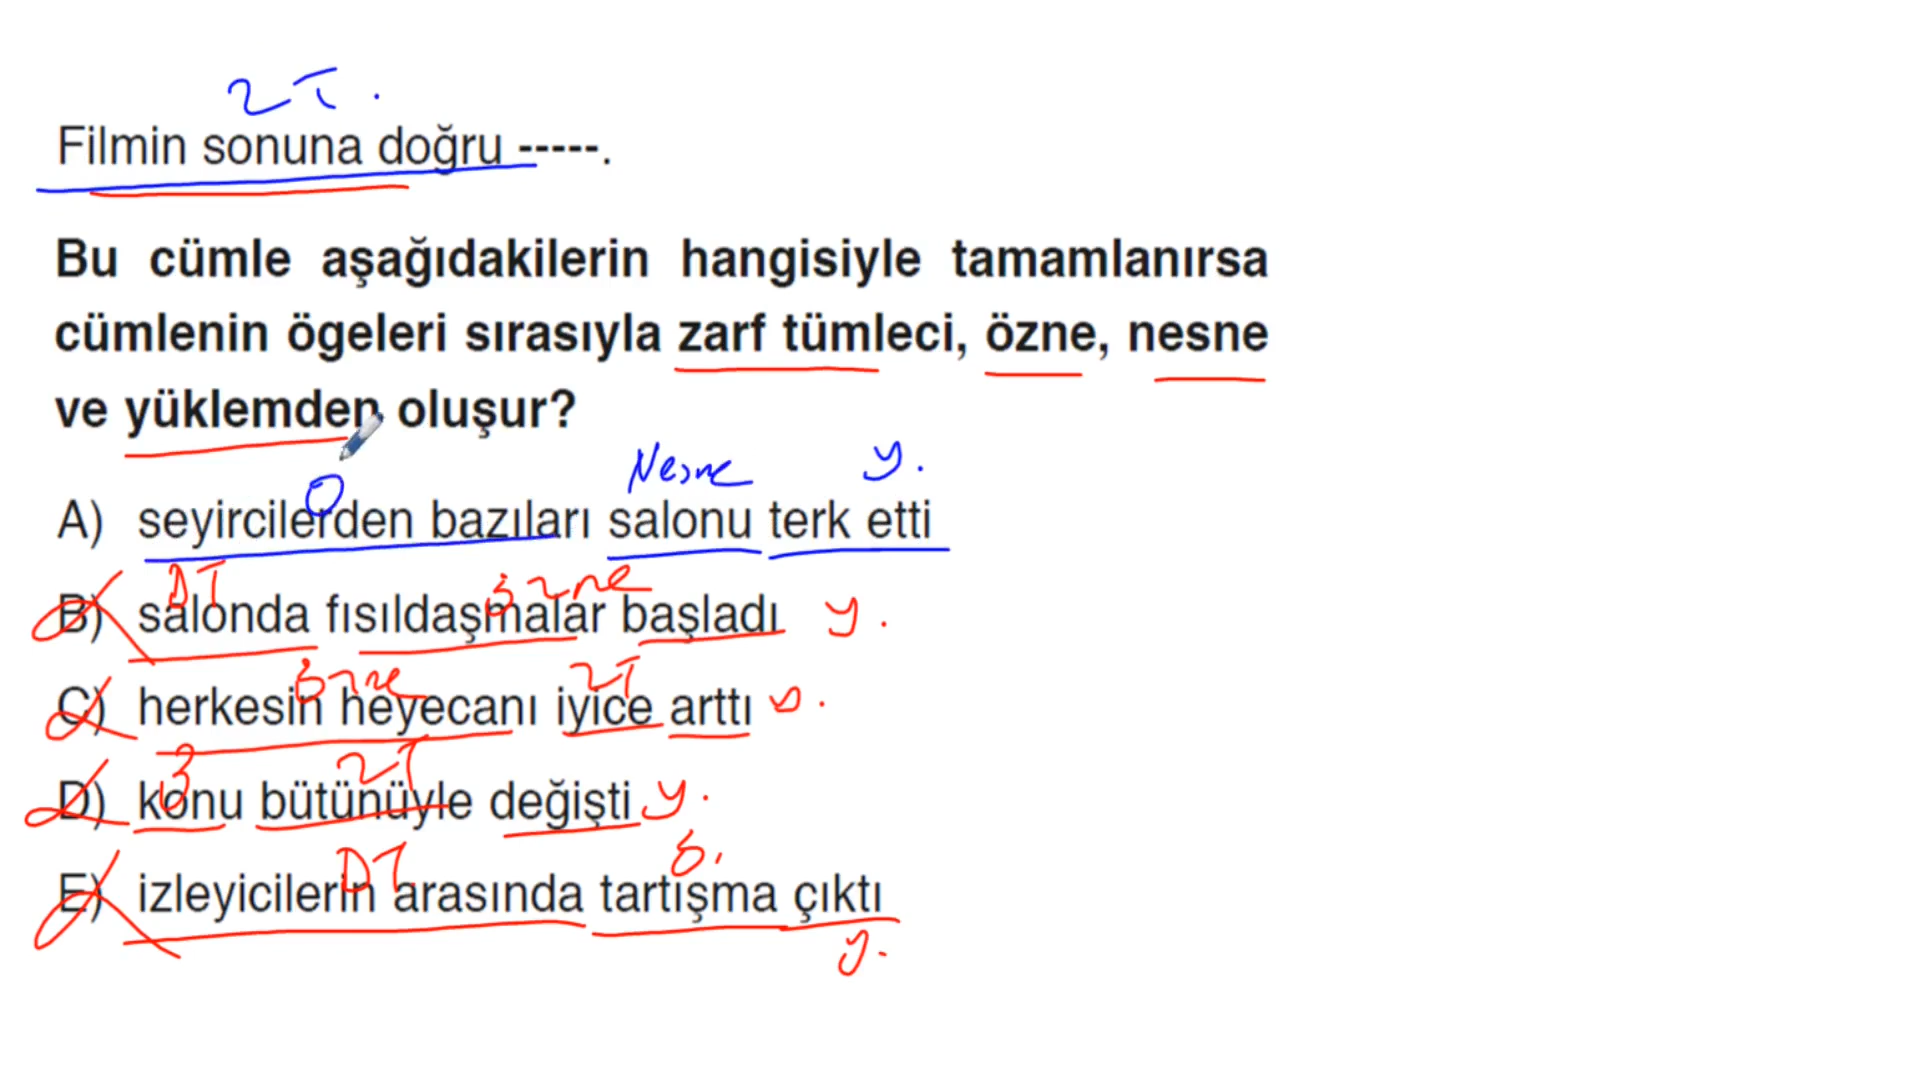 ZT.
Filmin sonuna doğru -----.
Bu cümle aşağıdakilerin hangisiyle tamamlanırsa
cümlenin ögeleri sırasıyla zarf tümleci, özne, nesne
ve yüklemden oluşur?
Ö Nesne y.
A) seyircilerden bazıları salonu terk etti
DT özne
B) salonda fısıldaşmalar başladı y.
özne ZT
C) herkesin heyecanı iyice arttı y.
Ö ZT
D) konu bütünüyle değişti y.
DT ö.
E) izleyicilerin arasında tartışma çıktı
y.